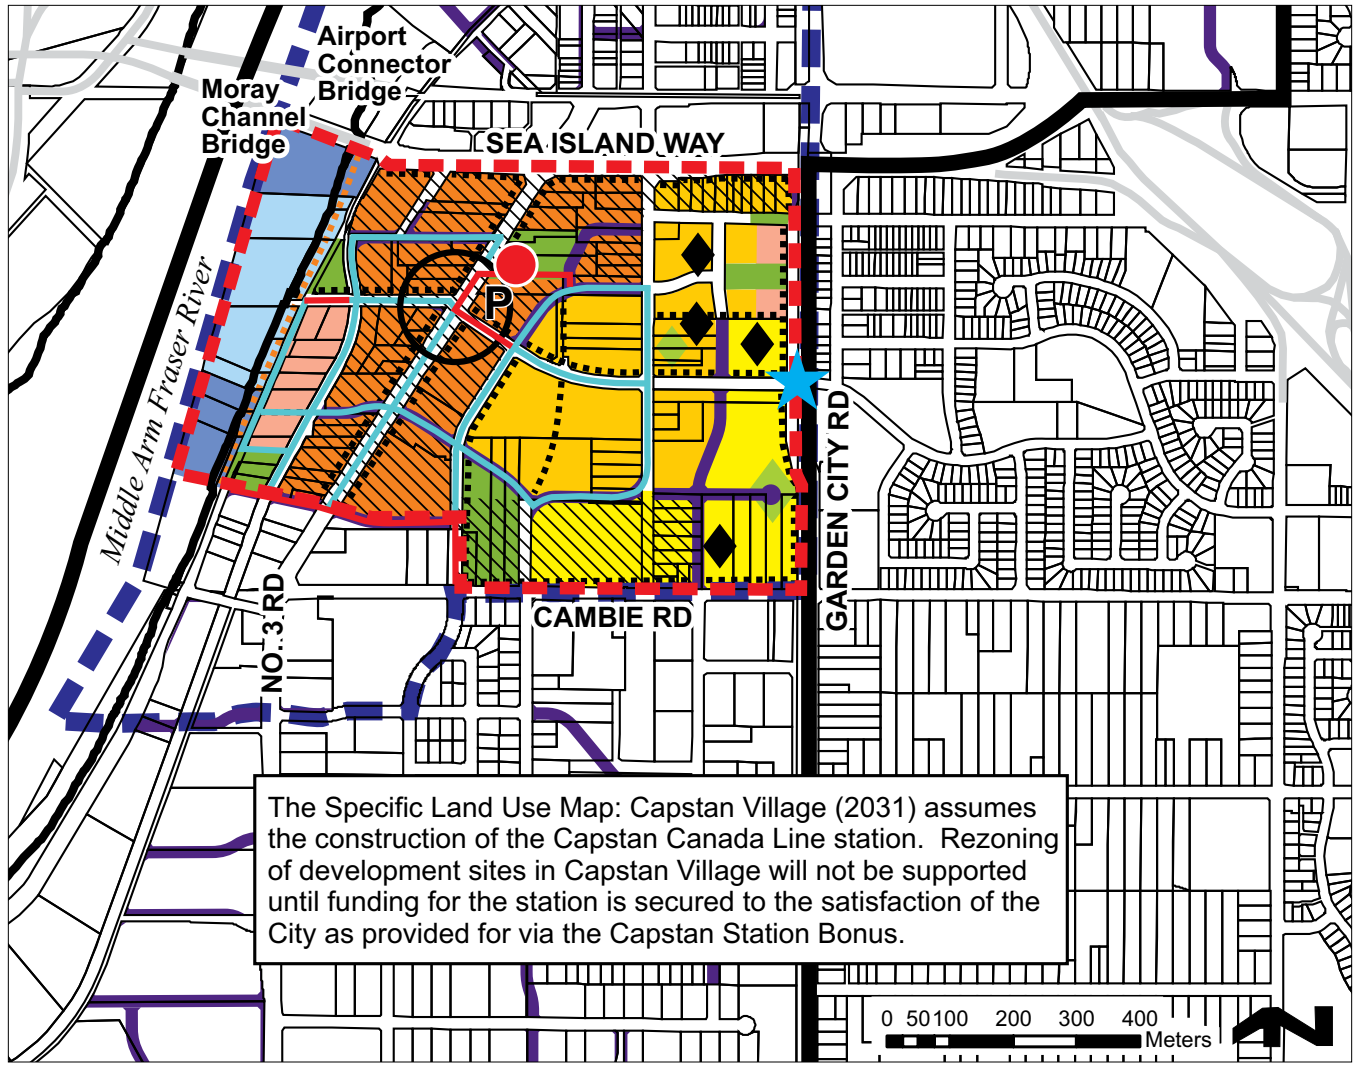 Airport
Connector
Bridge
Moray
Channel
Bridge
SEA ISLAND WAY
P
Middle Arm Fraser River
GARDEN CITY RD
NO. 3 RD
CAMBIE RD
The Specific Land Use Map: Capstan Village (2031) assumes
the construction of the Capstan Canada Line station. Rezoning
of development sites in Capstan Village will not be supported
until funding for the station is secured to the satisfaction of the
City as provided for via the Capstan Station Bonus.
0 50 100 200 300 400
Meters